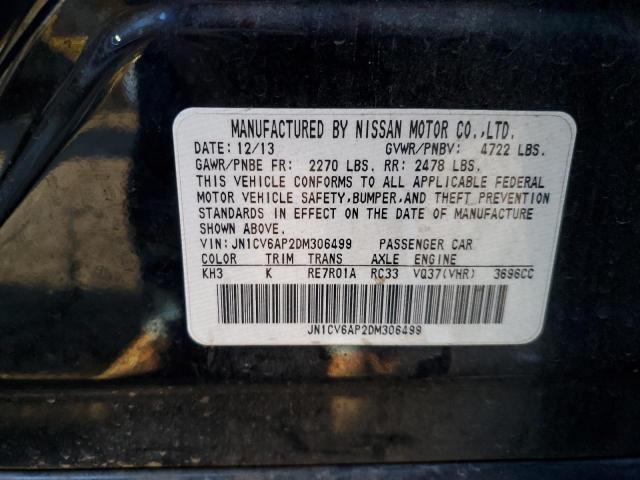 MANUFACTURED BY NISSAN MOTOR CO.,LTD.
DATE: 12/13 GVWR/PNBV: 4722 LBS.
GAWR/PNBE FR: 2270 LBS. RR: 2478 LBS.
THIS VEHICLE CONFORMS TO ALL APPLICABLE FEDERAL
MOTOR VEHICLE SAFETY,BUMPER,AND THEFT PREVENTION
STANDARDS IN EFFECT ON THE DATE OF MANUFACTURE
SHOWN ABOVE.
VIN: JN1CV6AP2DM306499 PASSENGER CAR
COLOR TRIM TRANS AXLE ENGINE
KH3 K RE7R01A RC33 VQ37(VHR) 3696CC
JN1CV6AP2DM306499